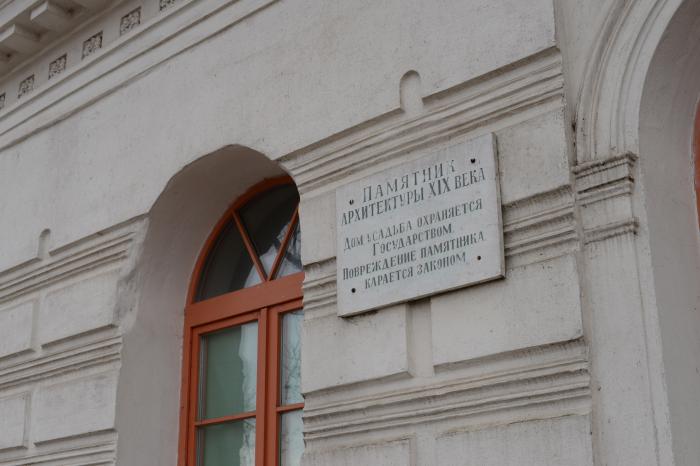 ПАМЯТНИК
АРХИТЕКТУРЫ XIX ВЕКА
ДОМ УСАДЬБА ОХРАНЯЕТСЯ
ГОСУДАРСТВОМ.
ПОВРЕЖДЕНИЕ ПАМЯТНИКА
КАРАЕТСЯ ЗАКОНОМ.